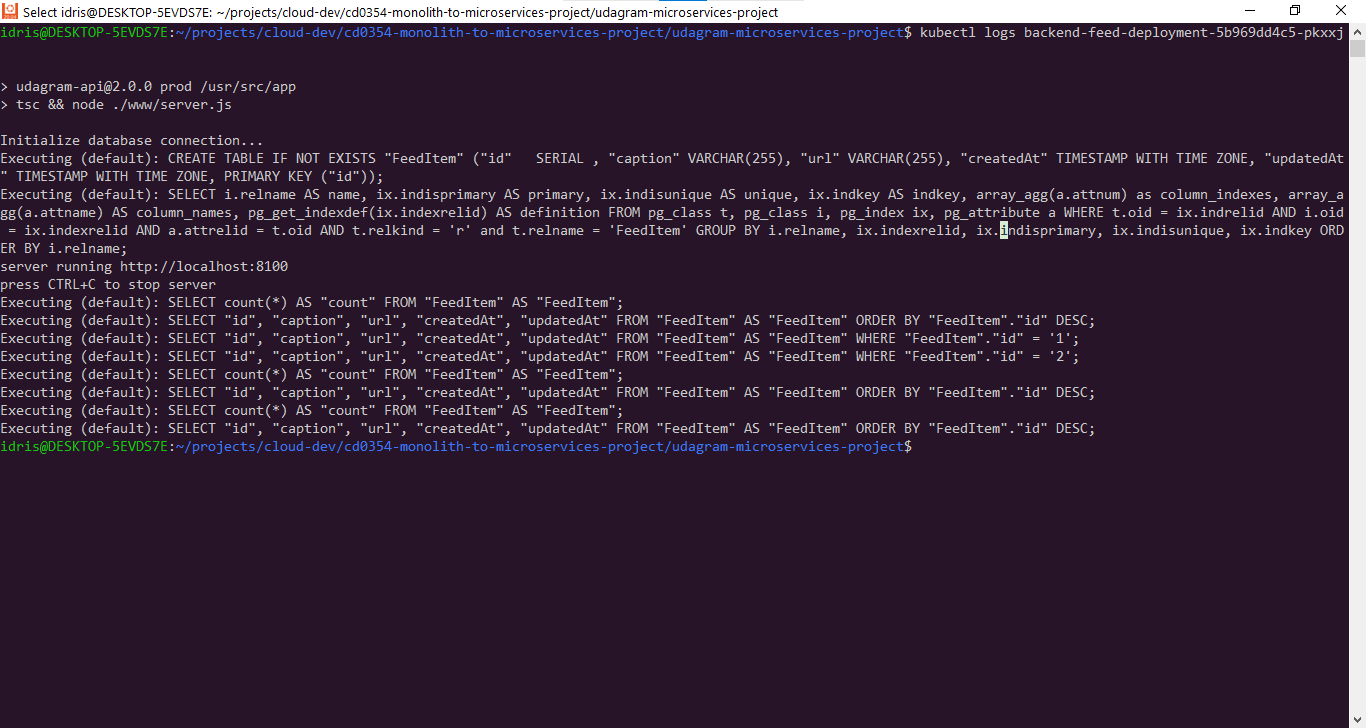 Select idris@DESKTOP-5EVDS7E: ~/projects/cloud-dev/cd0354-monolith-to-microservices-project/udagram-microservices-project
idris@DESKTOP-5EVDS7E:~/projects/cloud-dev/cd0354-monolith-to-microservices-project/udagram-microservices-project$ kubectl logs backend-feed-deployment-5b969dd4c5-pkxxj
> udagram-api@2.0.0 prod /usr/src/app
> tsc && node ./www/server.js
Initialize database connection...
Executing (default): CREATE TABLE IF NOT EXISTS "FeedItem" ("id"   SERIAL , "caption" VARCHAR(255), "url" VARCHAR(255), "createdAt" TIMESTAMP WITH TIME ZONE, "updatedAt
" TIMESTAMP WITH TIME ZONE, PRIMARY KEY ("id"));
Executing (default): SELECT i.relname AS name, ix.indisprimary AS primary, ix.indisunique AS unique, ix.indkey AS indkey, array_agg(a.attnum) as column_indexes, array_a
gg(a.attname) AS column_names, pg_get_indexdef(ix.indexrelid) AS definition FROM pg_class t, pg_class i, pg_index ix, pg_attribute a WHERE t.oid = ix.indrelid AND i.oid
 = ix.indexrelid AND a.attrelid = t.oid AND t.relkind = 'r' and t.relname = 'FeedItem' GROUP BY i.relname, ix.indexrelid, ix.indisprimary, ix.indisunique, ix.indkey ORD
ER BY i.relname;
server running http://localhost:8100
press CTRL+C to stop server
Executing (default): SELECT count(*) AS "count" FROM "FeedItem" AS "FeedItem";
Executing (default): SELECT "id", "caption", "url", "createdAt", "updatedAt" FROM "FeedItem" AS "FeedItem" ORDER BY "FeedItem"."id" DESC;
Executing (default): SELECT "id", "caption", "url", "createdAt", "updatedAt" FROM "FeedItem" AS "FeedItem" WHERE "FeedItem"."id" = '1';
Executing (default): SELECT "id", "caption", "url", "createdAt", "updatedAt" FROM "FeedItem" AS "FeedItem" WHERE "FeedItem"."id" = '2';
Executing (default): SELECT count(*) AS "count" FROM "FeedItem" AS "FeedItem";
Executing (default): SELECT "id", "caption", "url", "createdAt", "updatedAt" FROM "FeedItem" AS "FeedItem" ORDER BY "FeedItem"."id" DESC;
Executing (default): SELECT count(*) AS "count" FROM "FeedItem" AS "FeedItem";
Executing (default): SELECT "id", "caption", "url", "createdAt", "updatedAt" FROM "FeedItem" AS "FeedItem" ORDER BY "FeedItem"."id" DESC;
idris@DESKTOP-5EVDS7E:~/projects/cloud-dev/cd0354-monolith-to-microservices-project/udagram-microservices-project$